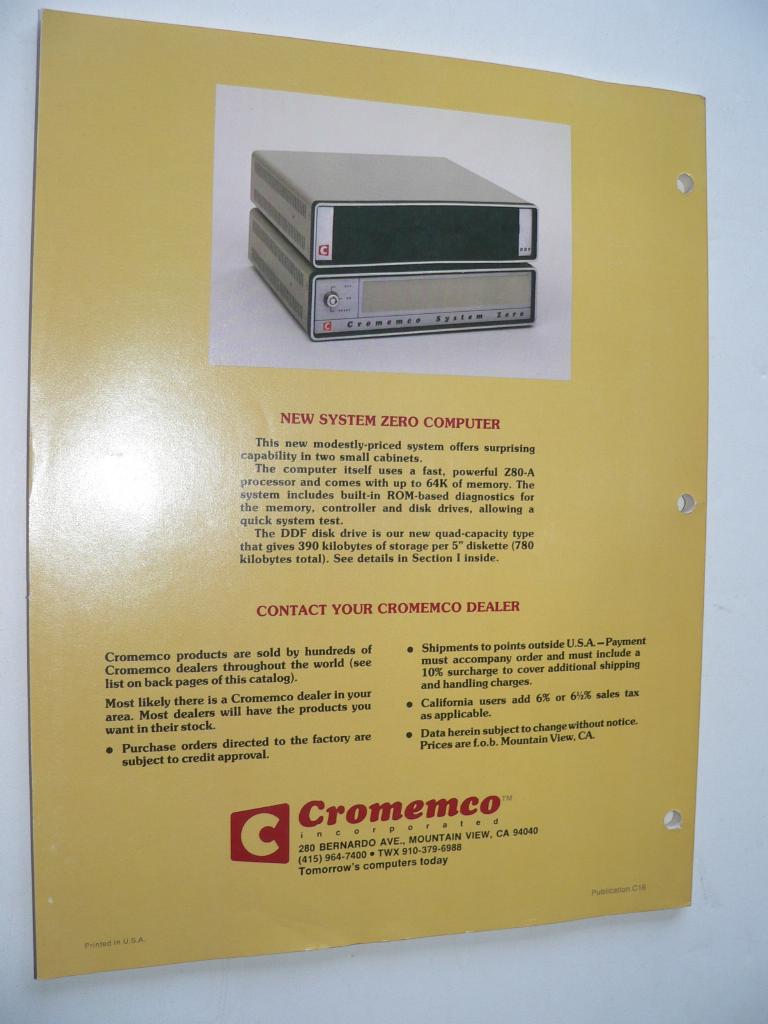 C
DDF
C Cromemco System Zero
NEW SYSTEM ZERO COMPUTER
This new modestly-priced system offers surprising
capability in two small cabinets.
The computer itself uses a fast, powerful Z80-A
processor and comes with up to 64K of memory. The
system includes built-in ROM-based diagnostics for
the memory, controller and disk drives, allowing a
quick system test.
The DDF disk drive is our new quad-capacity type
that gives 390 kilobytes of storage per 5" diskette (780
kilobytes total). See details in Section I inside.
CONTACT YOUR CROMEMCO DEALER
Cromemco products are sold by hundreds of
Cromemco dealers throughout the world (see
list on back pages of this catalog).
Most likely there is a Cromemco dealer in your
area. Most dealers will have the products you
want in their stock.
● Purchase orders directed to the factory are
subject to credit approval.
● Shipments to points outside U.S.A.—Payment
must accompany order and must include a
10% surcharge to cover additional shipping
and handling charges.
● California users add 6% or 6½% sales tax
as applicable.
● Data herein subject to change without notice.
Prices are f.o.b. Mountain View, CA.
C Cromemco™
incorporated
280 BERNARDO AVE., MOUNTAIN VIEW, CA 94040
(415) 964-7400 • TWX 910-379-6988
Tomorrow's computers today
Publication C18
Printed in U.S.A.